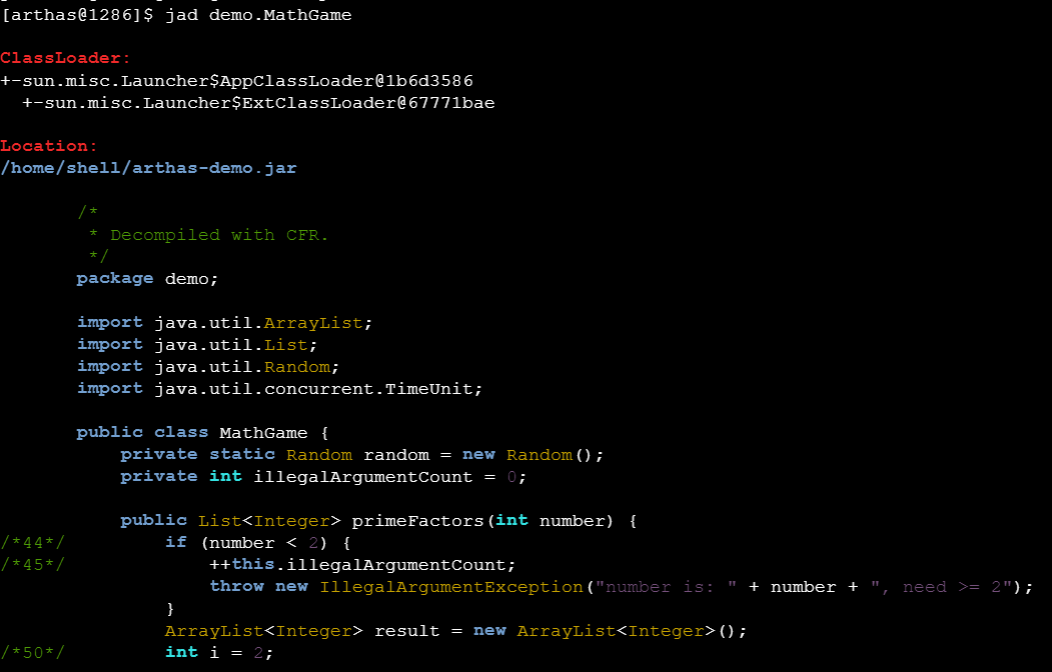 [arthas@1286]$ jad demo.MathGame
ClassLoader:
+-sun.misc.Launcher$AppClassLoader@1b6d3586
  +-sun.misc.Launcher$ExtClassLoader@67771bae
Location:
/home/shell/arthas-demo.jar
       /*
        * Decompiled with CFR.
        */
       package demo;
       import java.util.ArrayList;
       import java.util.List;
       import java.util.Random;
       import java.util.concurrent.TimeUnit;
       public class MathGame {
           private static Random random = new Random();
           private int illegalArgumentCount = 0;
           public List<Integer> primeFactors(int number) {
/*44*/         if (number < 2) {
/*45*/             ++this.illegalArgumentCount;
                   throw new IllegalArgumentException("number is: " + number + ", need >= 2");
               }
               ArrayList<Integer> result = new ArrayList<Integer>();
/*50*/         int i = 2;